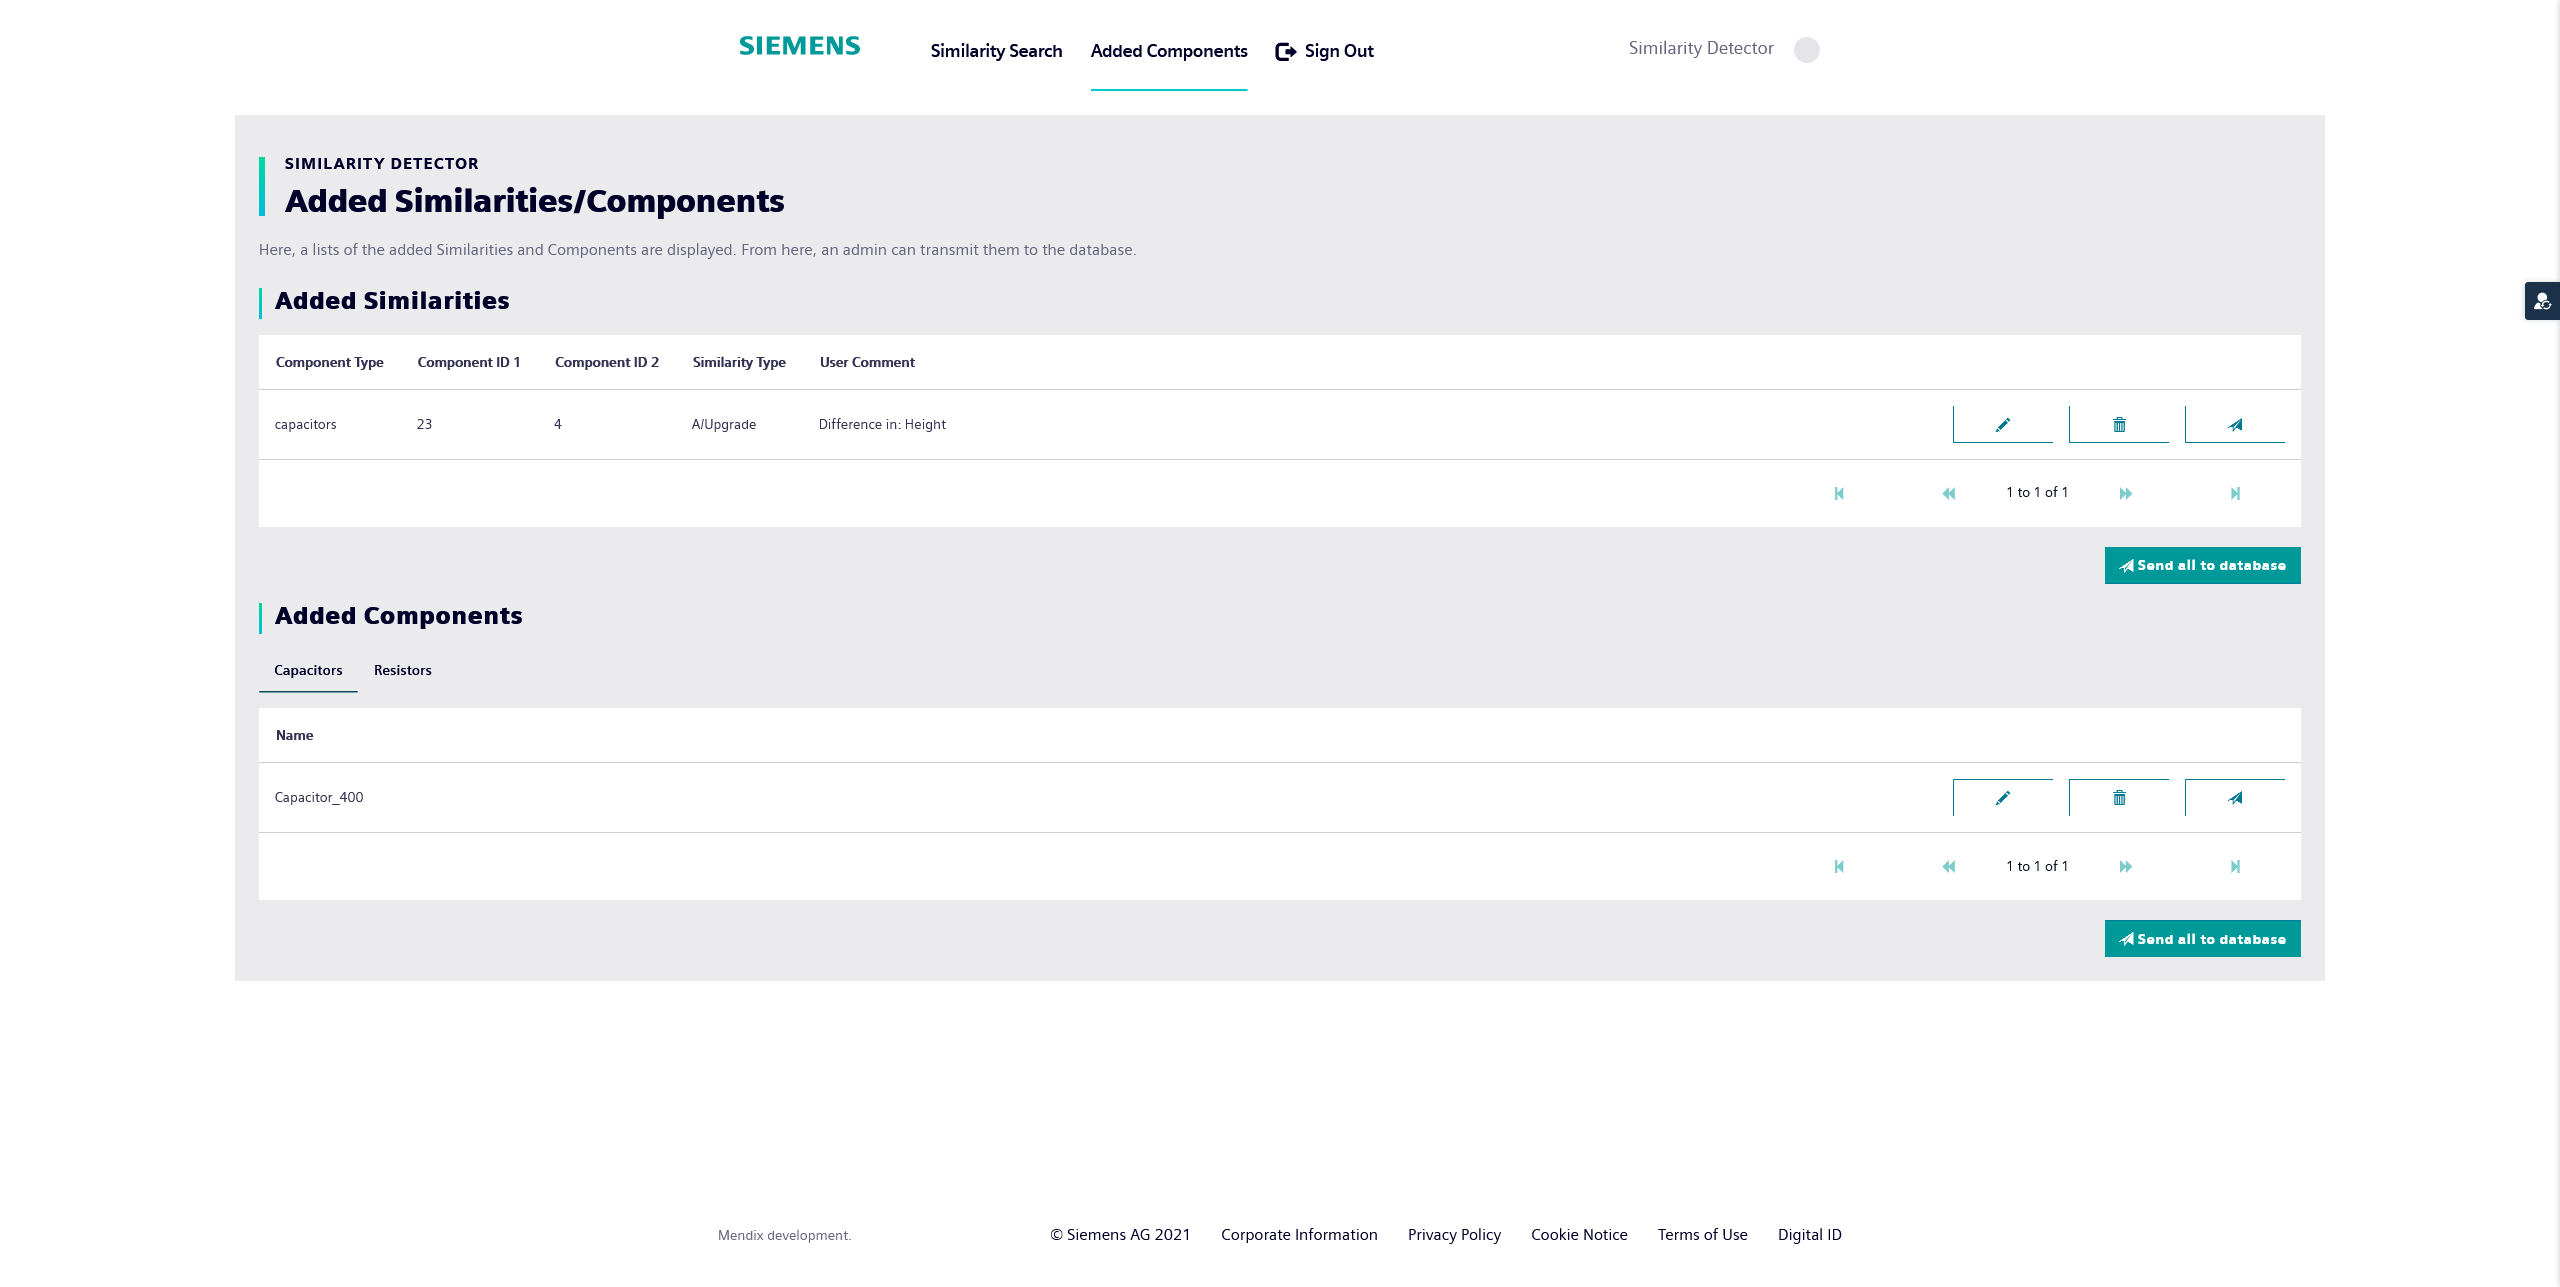 SIEMENS
Similarity Search Added Components Sign Out
Similarity Detector
SIMILARITY DETECTOR
Added Similarities/Components
Here, a lists of the added Similarities and Components are displayed. From here, an admin can transmit them to the database.
Added Similarities
Component Type Component ID 1 Component ID 2 Similarity Type User Comment
capacitors 23 4 A/Upgrade Difference in: Height
1 to 1 of 1
Send all to database
Added Components
Capacitors Resistors
Name
Capacitor_400
1 to 1 of 1
Send all to database
Mendix development.
© Siemens AG 2021 Corporate Information Privacy Policy Cookie Notice Terms of Use Digital ID